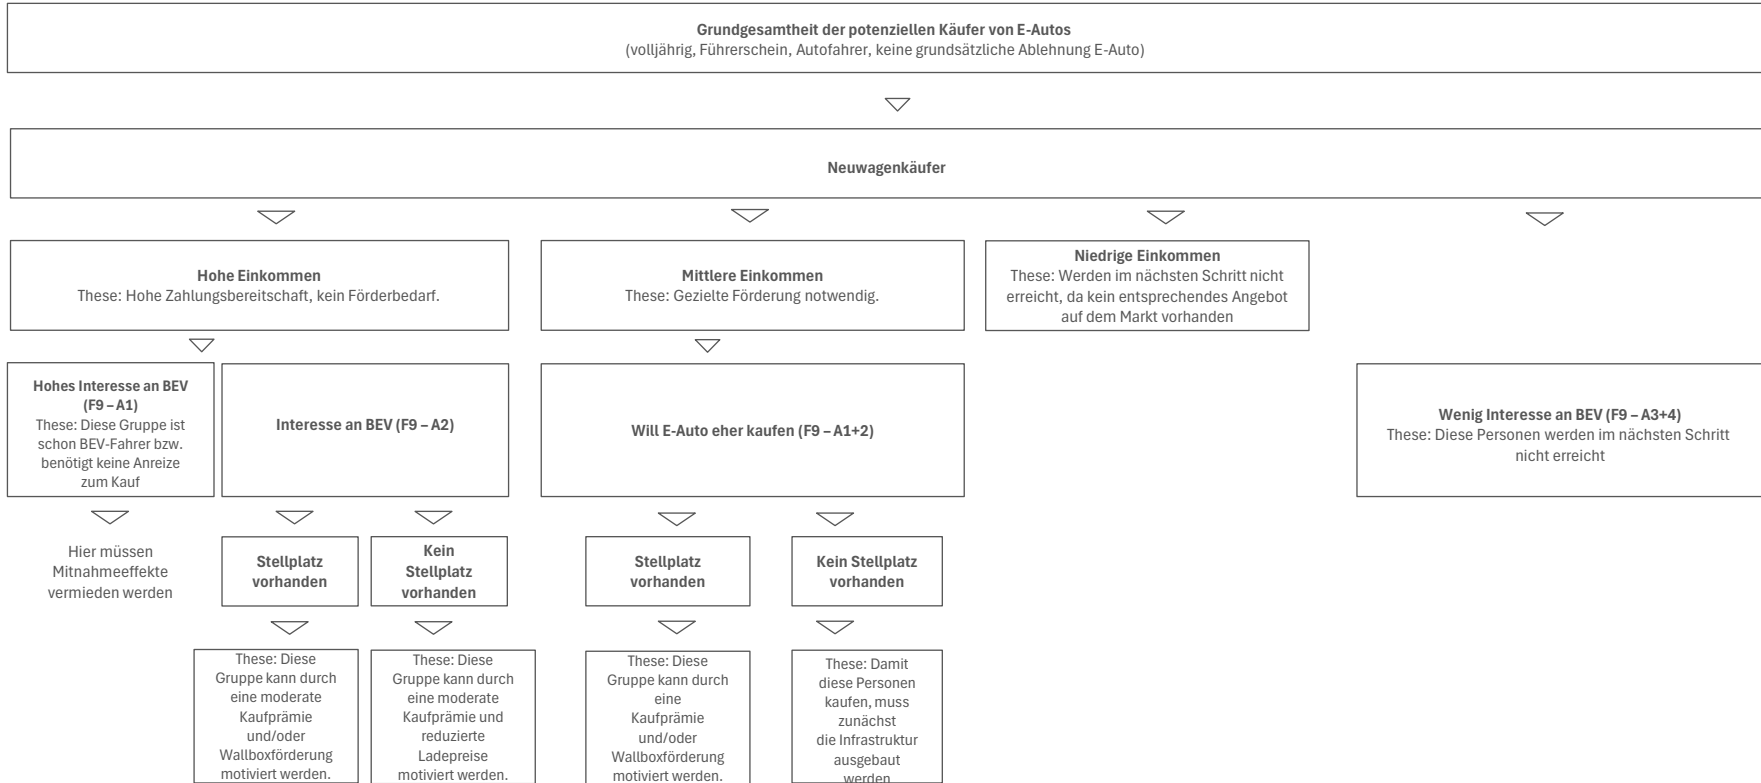 Grundgesamtheit der potenziellen Käufer von E-Autos
(volljährig, Führerschein, Autofahrer, keine grundsätzliche Ablehnung E-Auto)
Neuwagenkäufer
Hohe Einkommen
These: Hohe Zahlungsbereitschaft, kein Förderbedarf.
Mittlere Einkommen
These: Gezielte Förderung notwendig.
Niedrige Einkommen
These: Werden im nächsten Schritt nicht
erreicht, da kein entsprechendes Angebot
auf dem Markt vorhanden
Hohes Interesse an BEV
(F9 – A1)
These: Diese Gruppe ist
schon BEV-Fahrer bzw.
benötigt keine Anreize
zum Kauf
Interesse an BEV (F9 – A2)
Will E-Auto eher kaufen (F9 – A1+2)
Wenig Interesse an BEV (F9 – A3+4)
These: Diese Personen werden im nächsten Schritt
nicht erreicht
Hier müssen
Mitnahmeeffekte
vermieden werden
Stellplatz
vorhanden
Kein
Stellplatz
vorhanden
Stellplatz
vorhanden
Kein Stellplatz
vorhanden
These: Diese
Gruppe kann durch
eine moderate
Kaufprämie
und/oder
Wallboxförderung
motiviert werden.
These: Diese
Gruppe kann durch
eine moderate
Kaufprämie und
reduzierte
Ladepreise
motiviert werden.
These: Diese
Gruppe kann durch
eine
Kaufprämie
und/oder
Wallboxförderung
motiviert werden.
These: Damit
diese Personen
kaufen, muss
zunächst
die Infrastruktur
ausgebaut
werden